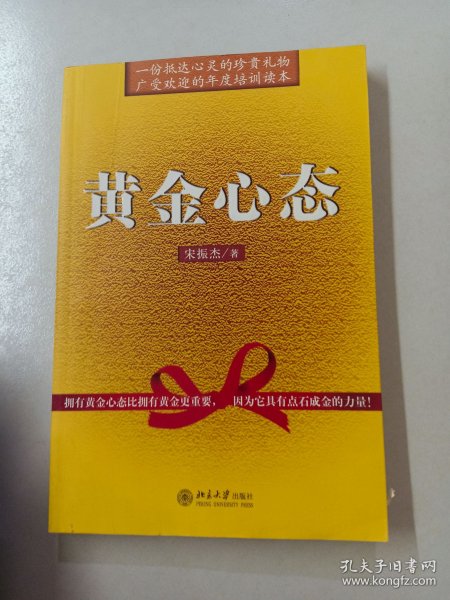 一份抵达心灵的珍贵礼物
广受欢迎的年度培训读本
黄金心态
宋振杰/著
拥有黄金心态比拥有黄金更重要，因为它具有点石成金的力量！
北京大学出版社
PEKING UNIVERSITY PRESS
孔夫子旧书网
www.kongfz.com